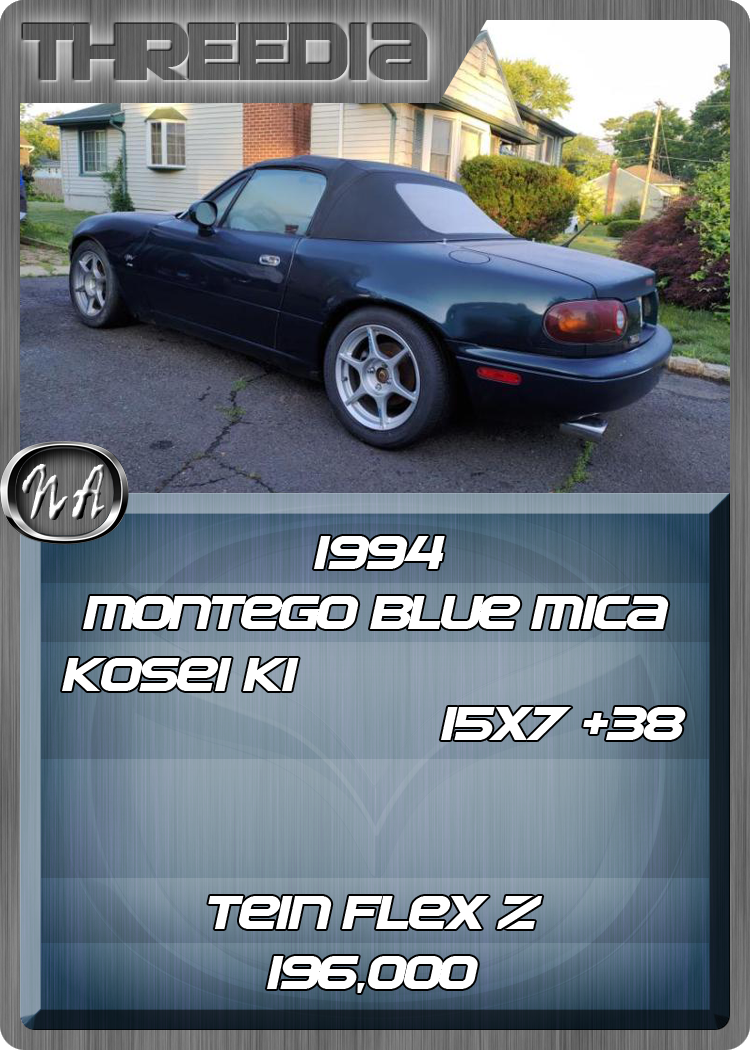 THREEDIA
NA
1994
MONTEGO BLUE MICA
KOSEI K1
15X7 +38
TEIN FLEX Z
196,000